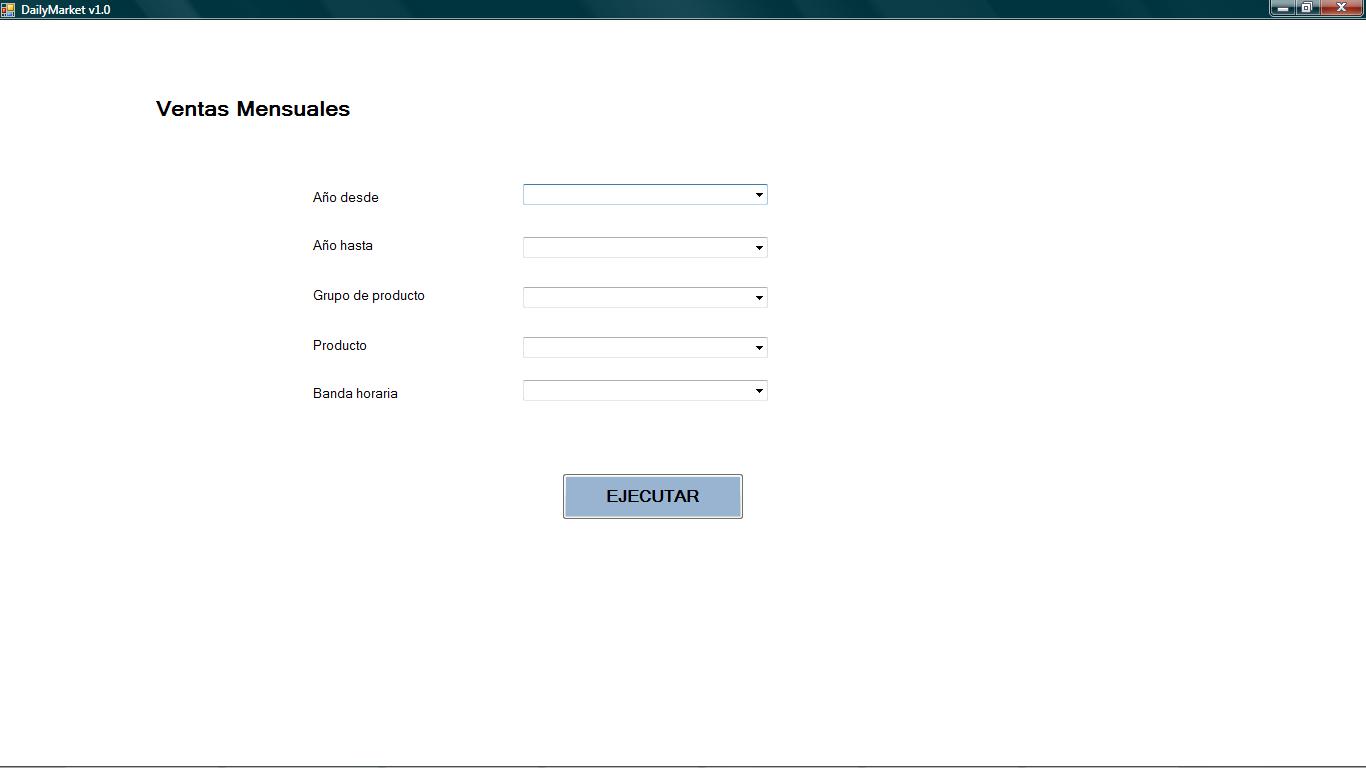 DailyMarket v1.0
Ventas Mensuales
Año desde
Año hasta
Grupo de producto
Producto
Banda horaria
EJECUTAR